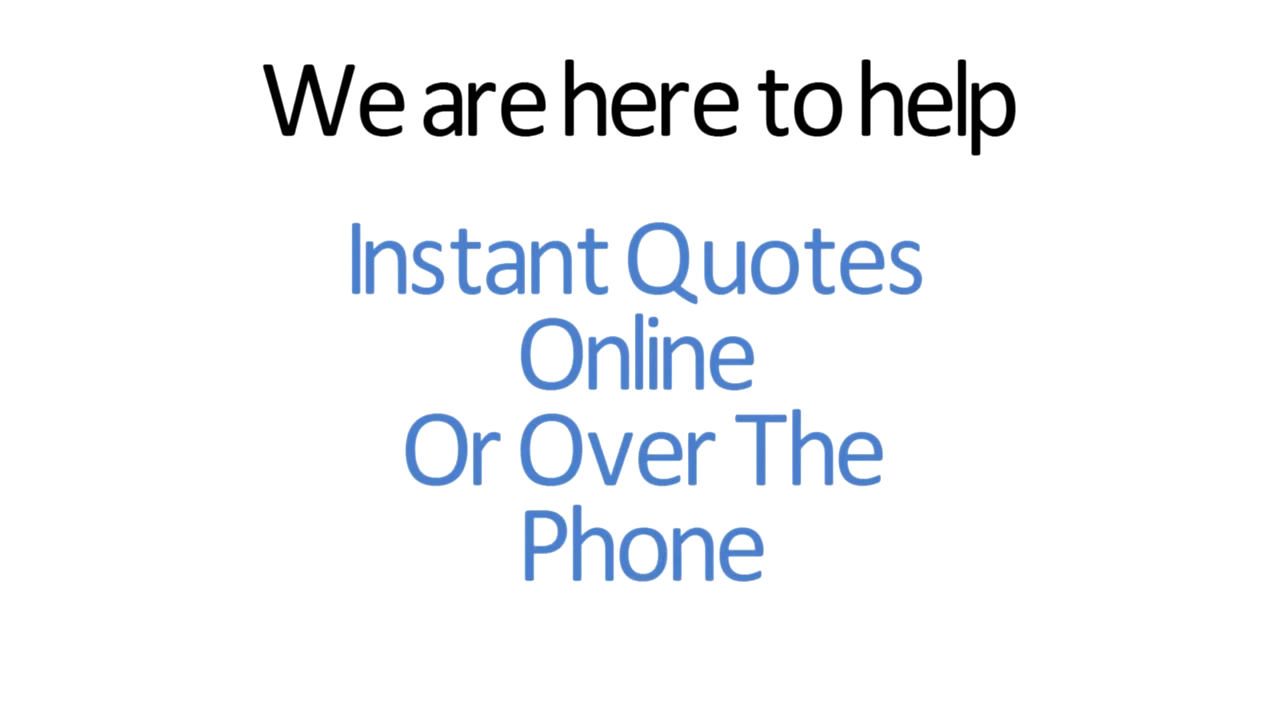 We are here to help
Instant Quotes
Online
Or Over The
Phone